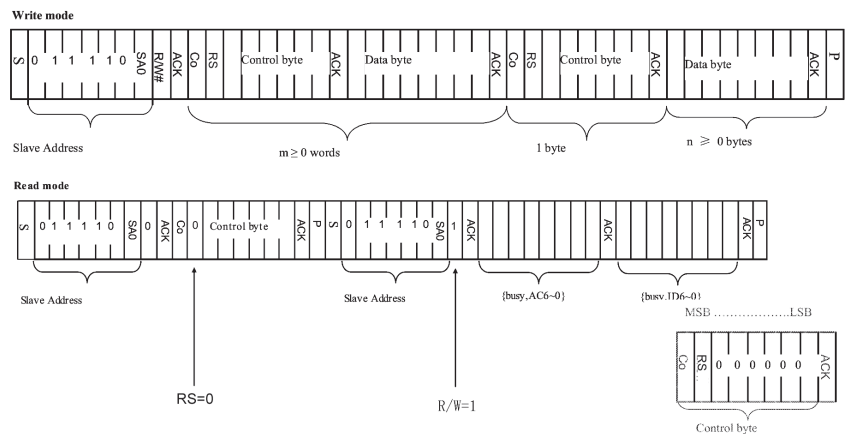 Write mode
S 0 1 1 1 1 0 SA0 R/W# ACK Co RS Control byte ACK Data byte ACK Co RS Control byte ACK Data byte ACK P
Slave Address
m ≥ 0 words
1 byte
n ≥ 0 bytes
Read mode
S 0 1 1 1 1 0 SA0 0 ACK Co 0 Control byte ACK P S 0 1 1 1 1 0 SA0 1 ACK ACK ACK P
Slave Address
Slave Address
{busy,AC6~0}
{busy,ID6~0}
MSB ....................LSB
Co RS 0 0 0 0 0 0 ACK
Control byte
RS=0
R/W=1